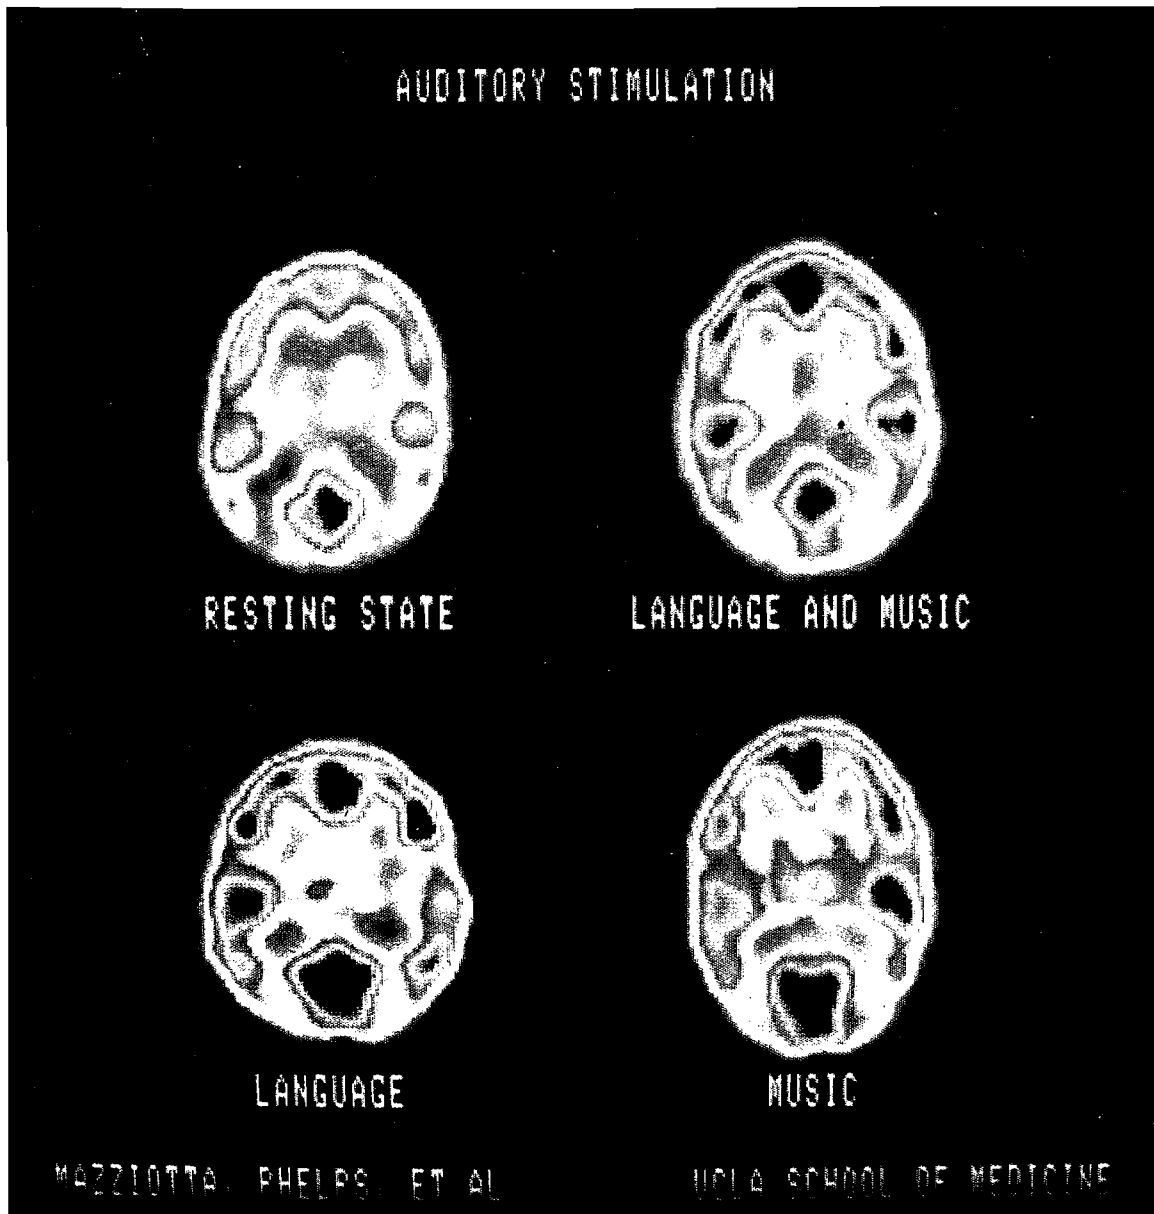 AUDITORY STIMULATION
RESTING STATE
LANGUAGE AND MUSIC
LANGUAGE
MUSIC
MAZZIOTTA, PHELPS, ET AL
UCLA SCHOOL OF MEDICINE